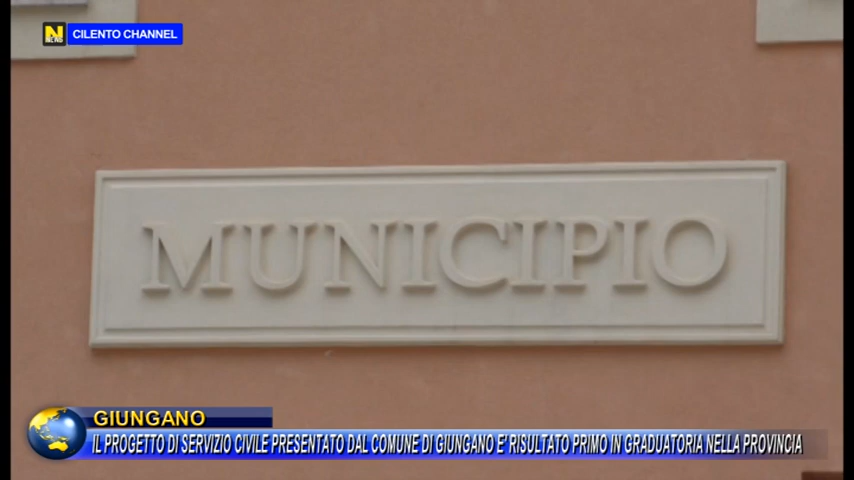 N
CILENTO CHANNEL
MUNICIPIO
GIUNGANO
IL PROGETTO DI SERVIZIO CIVILE PRESENTATO DAL COMUNE DI GIUNGANO E' RISULTATO PRIMO IN GRADUATORIA NELLA PROVINCIA